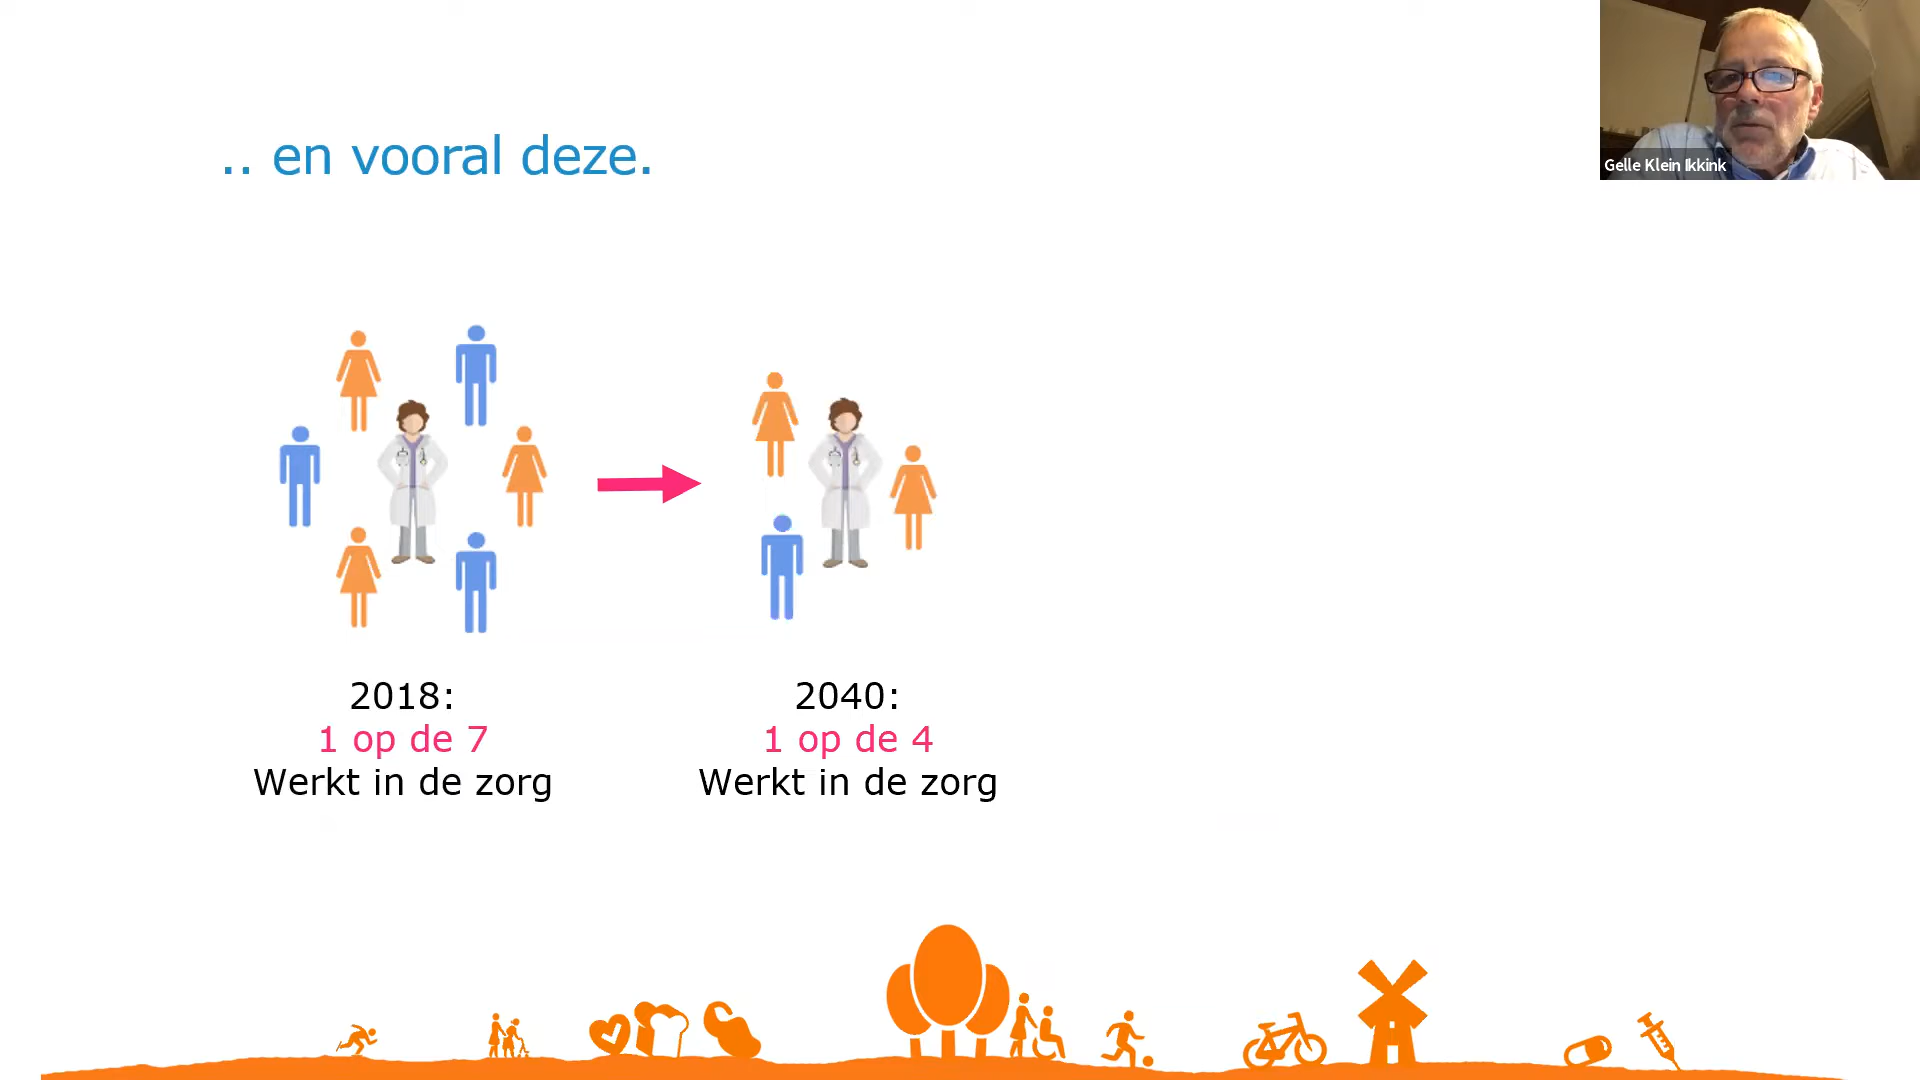 .. en vooral deze.
Gelle Klein Ikkink
2018:
1 op de 7
Werkt in de zorg
2040:
1 op de 4
Werkt in de zorg